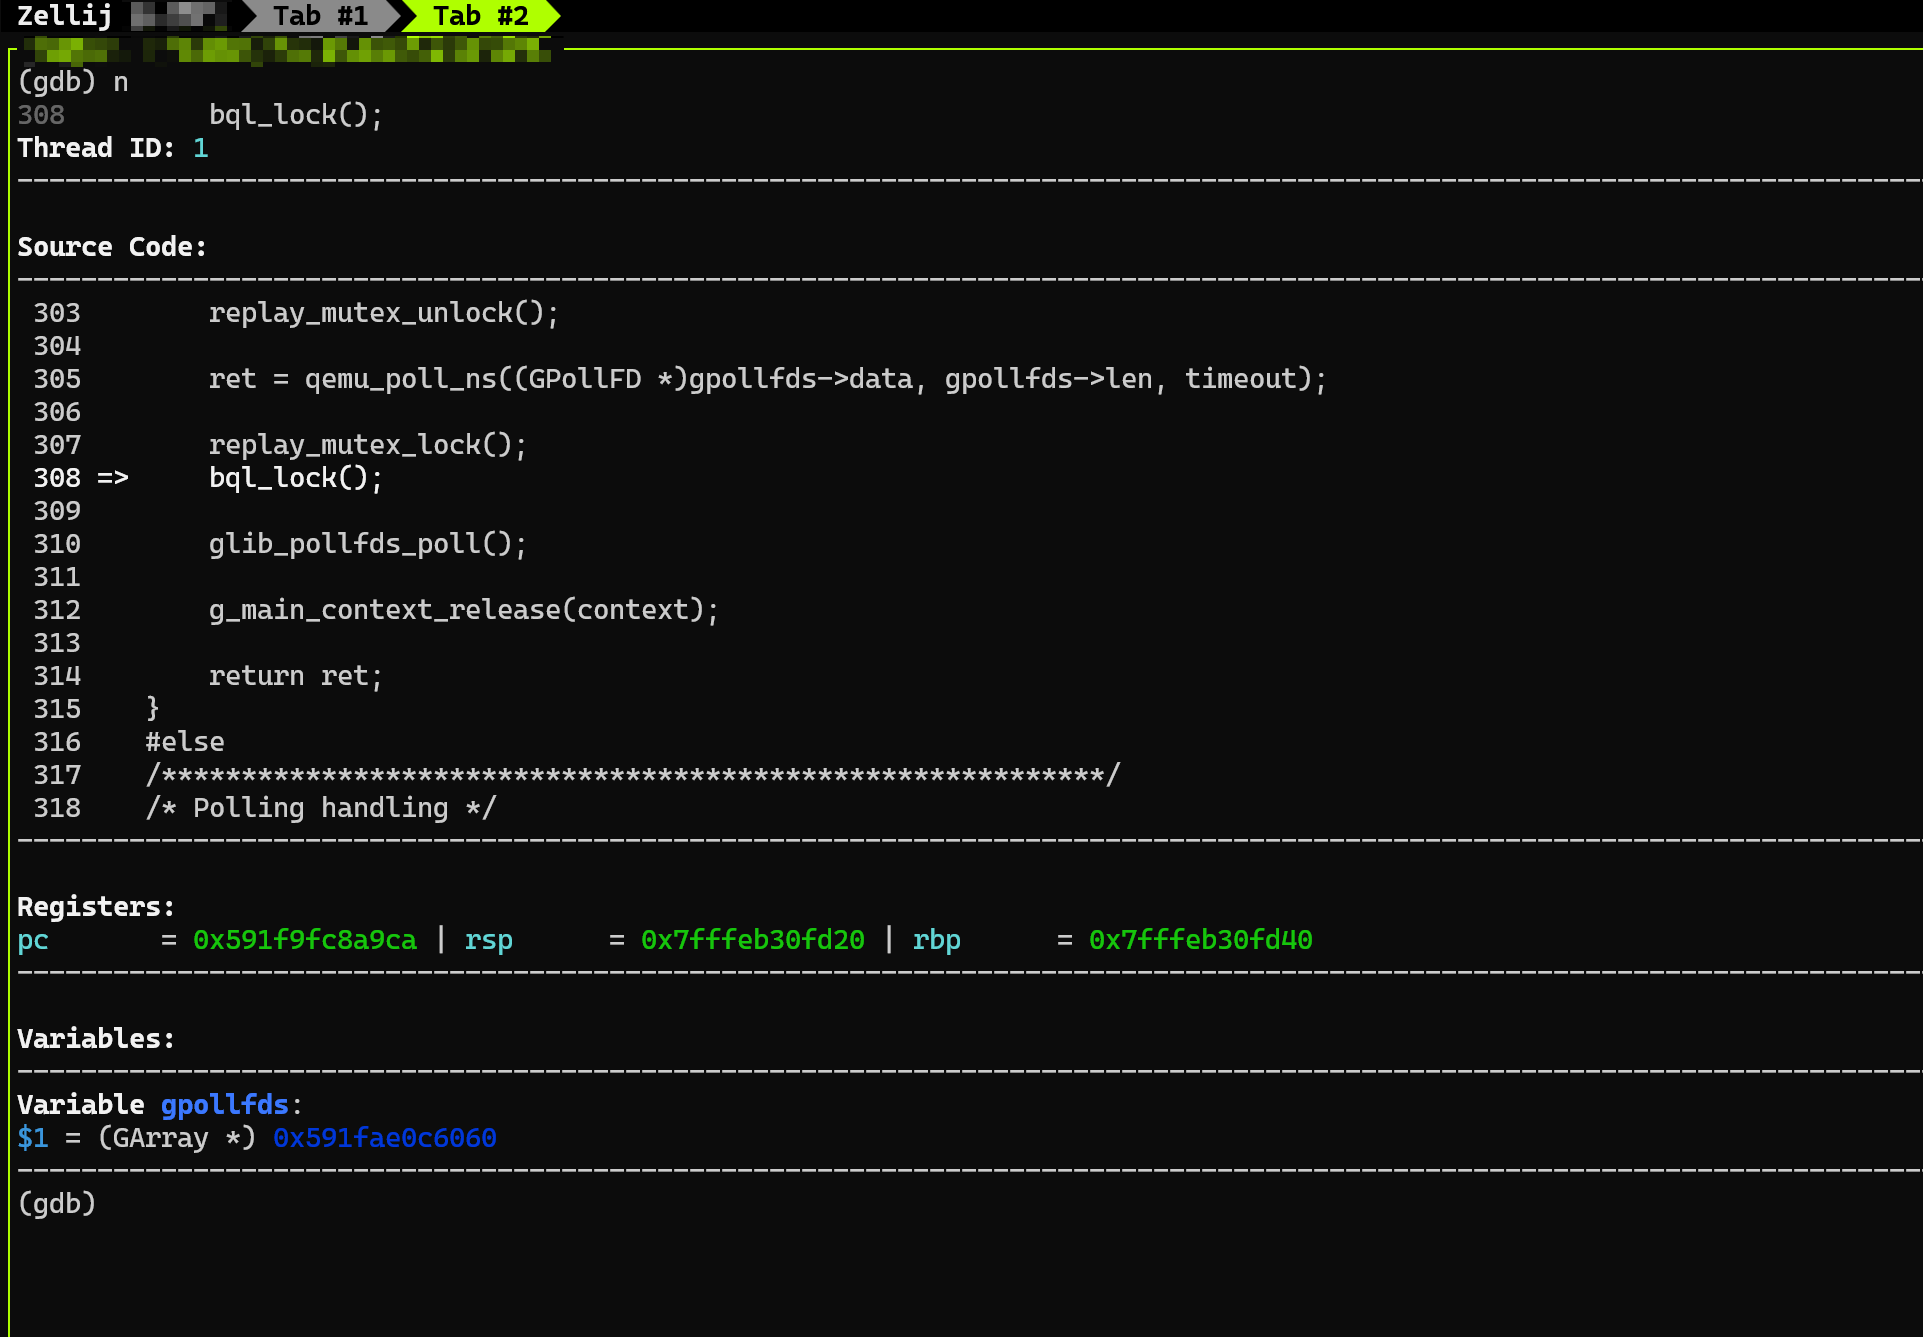 Zellij Tab #1 Tab #2
(gdb) n
308         bql_lock();
Thread ID: 1
Source Code:
303        replay_mutex_unlock();
304
305        ret = qemu_poll_ns((GPollFD *)gpollfds->data, gpollfds->len, timeout);
306
307        replay_mutex_lock();
308 =>     bql_lock();
309
310        glib_pollfds_poll();
311
312        g_main_context_release(context);
313
314        return ret;
315    }
316    #else
317    /***********************************************************/
318    /* Polling handling */
Registers:
pc       = 0x591f9fc8a9ca | rsp      = 0x7fffeb30fd20 | rbp      = 0x7fffeb30fd40
Variables:
Variable gpollfds:
$1 = (GArray *) 0x591fae0c6060
(gdb)